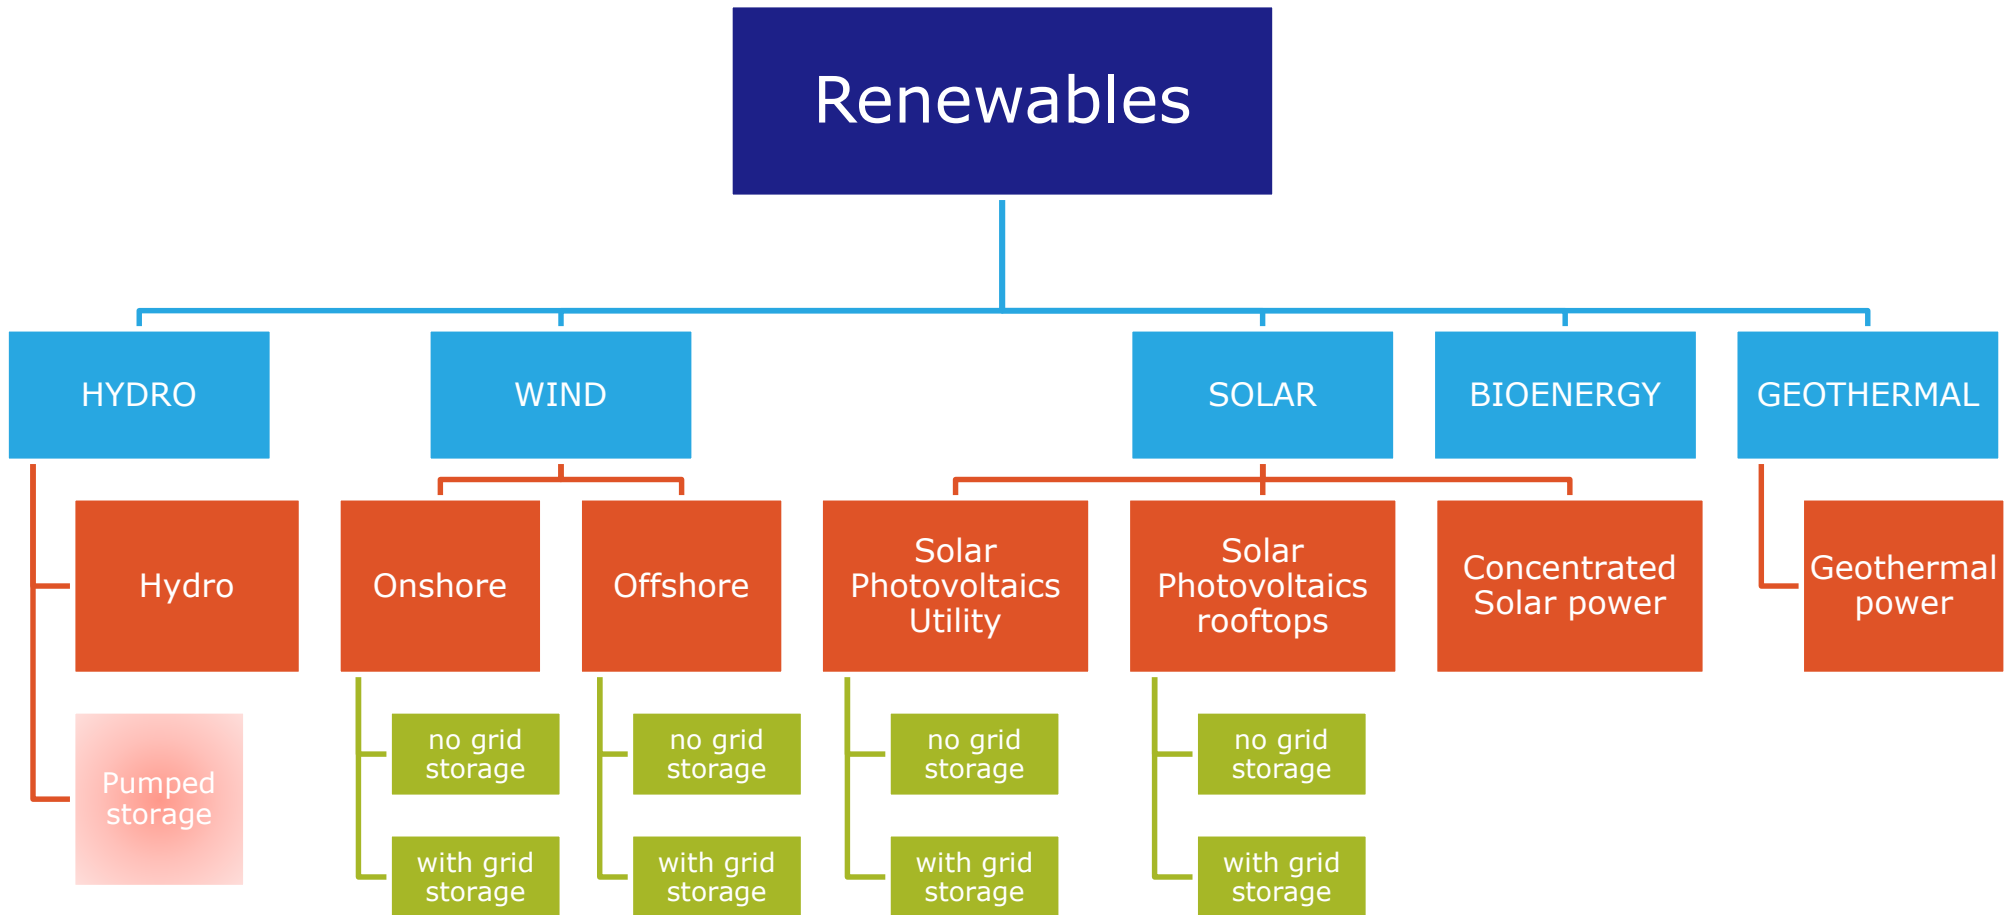 Renewables
HYDRO
WIND
SOLAR
BIOENERGY
GEOTHERMAL
Hydro
Onshore
Offshore
Solar
Photovoltaics
Utility
Solar
Photovoltaics
rooftops
Concentrated
Solar power
Geothermal
power
Pumped
storage
no grid
storage
no grid
storage
no grid
storage
no grid
storage
with grid
storage
with grid
storage
with grid
storage
with grid
storage